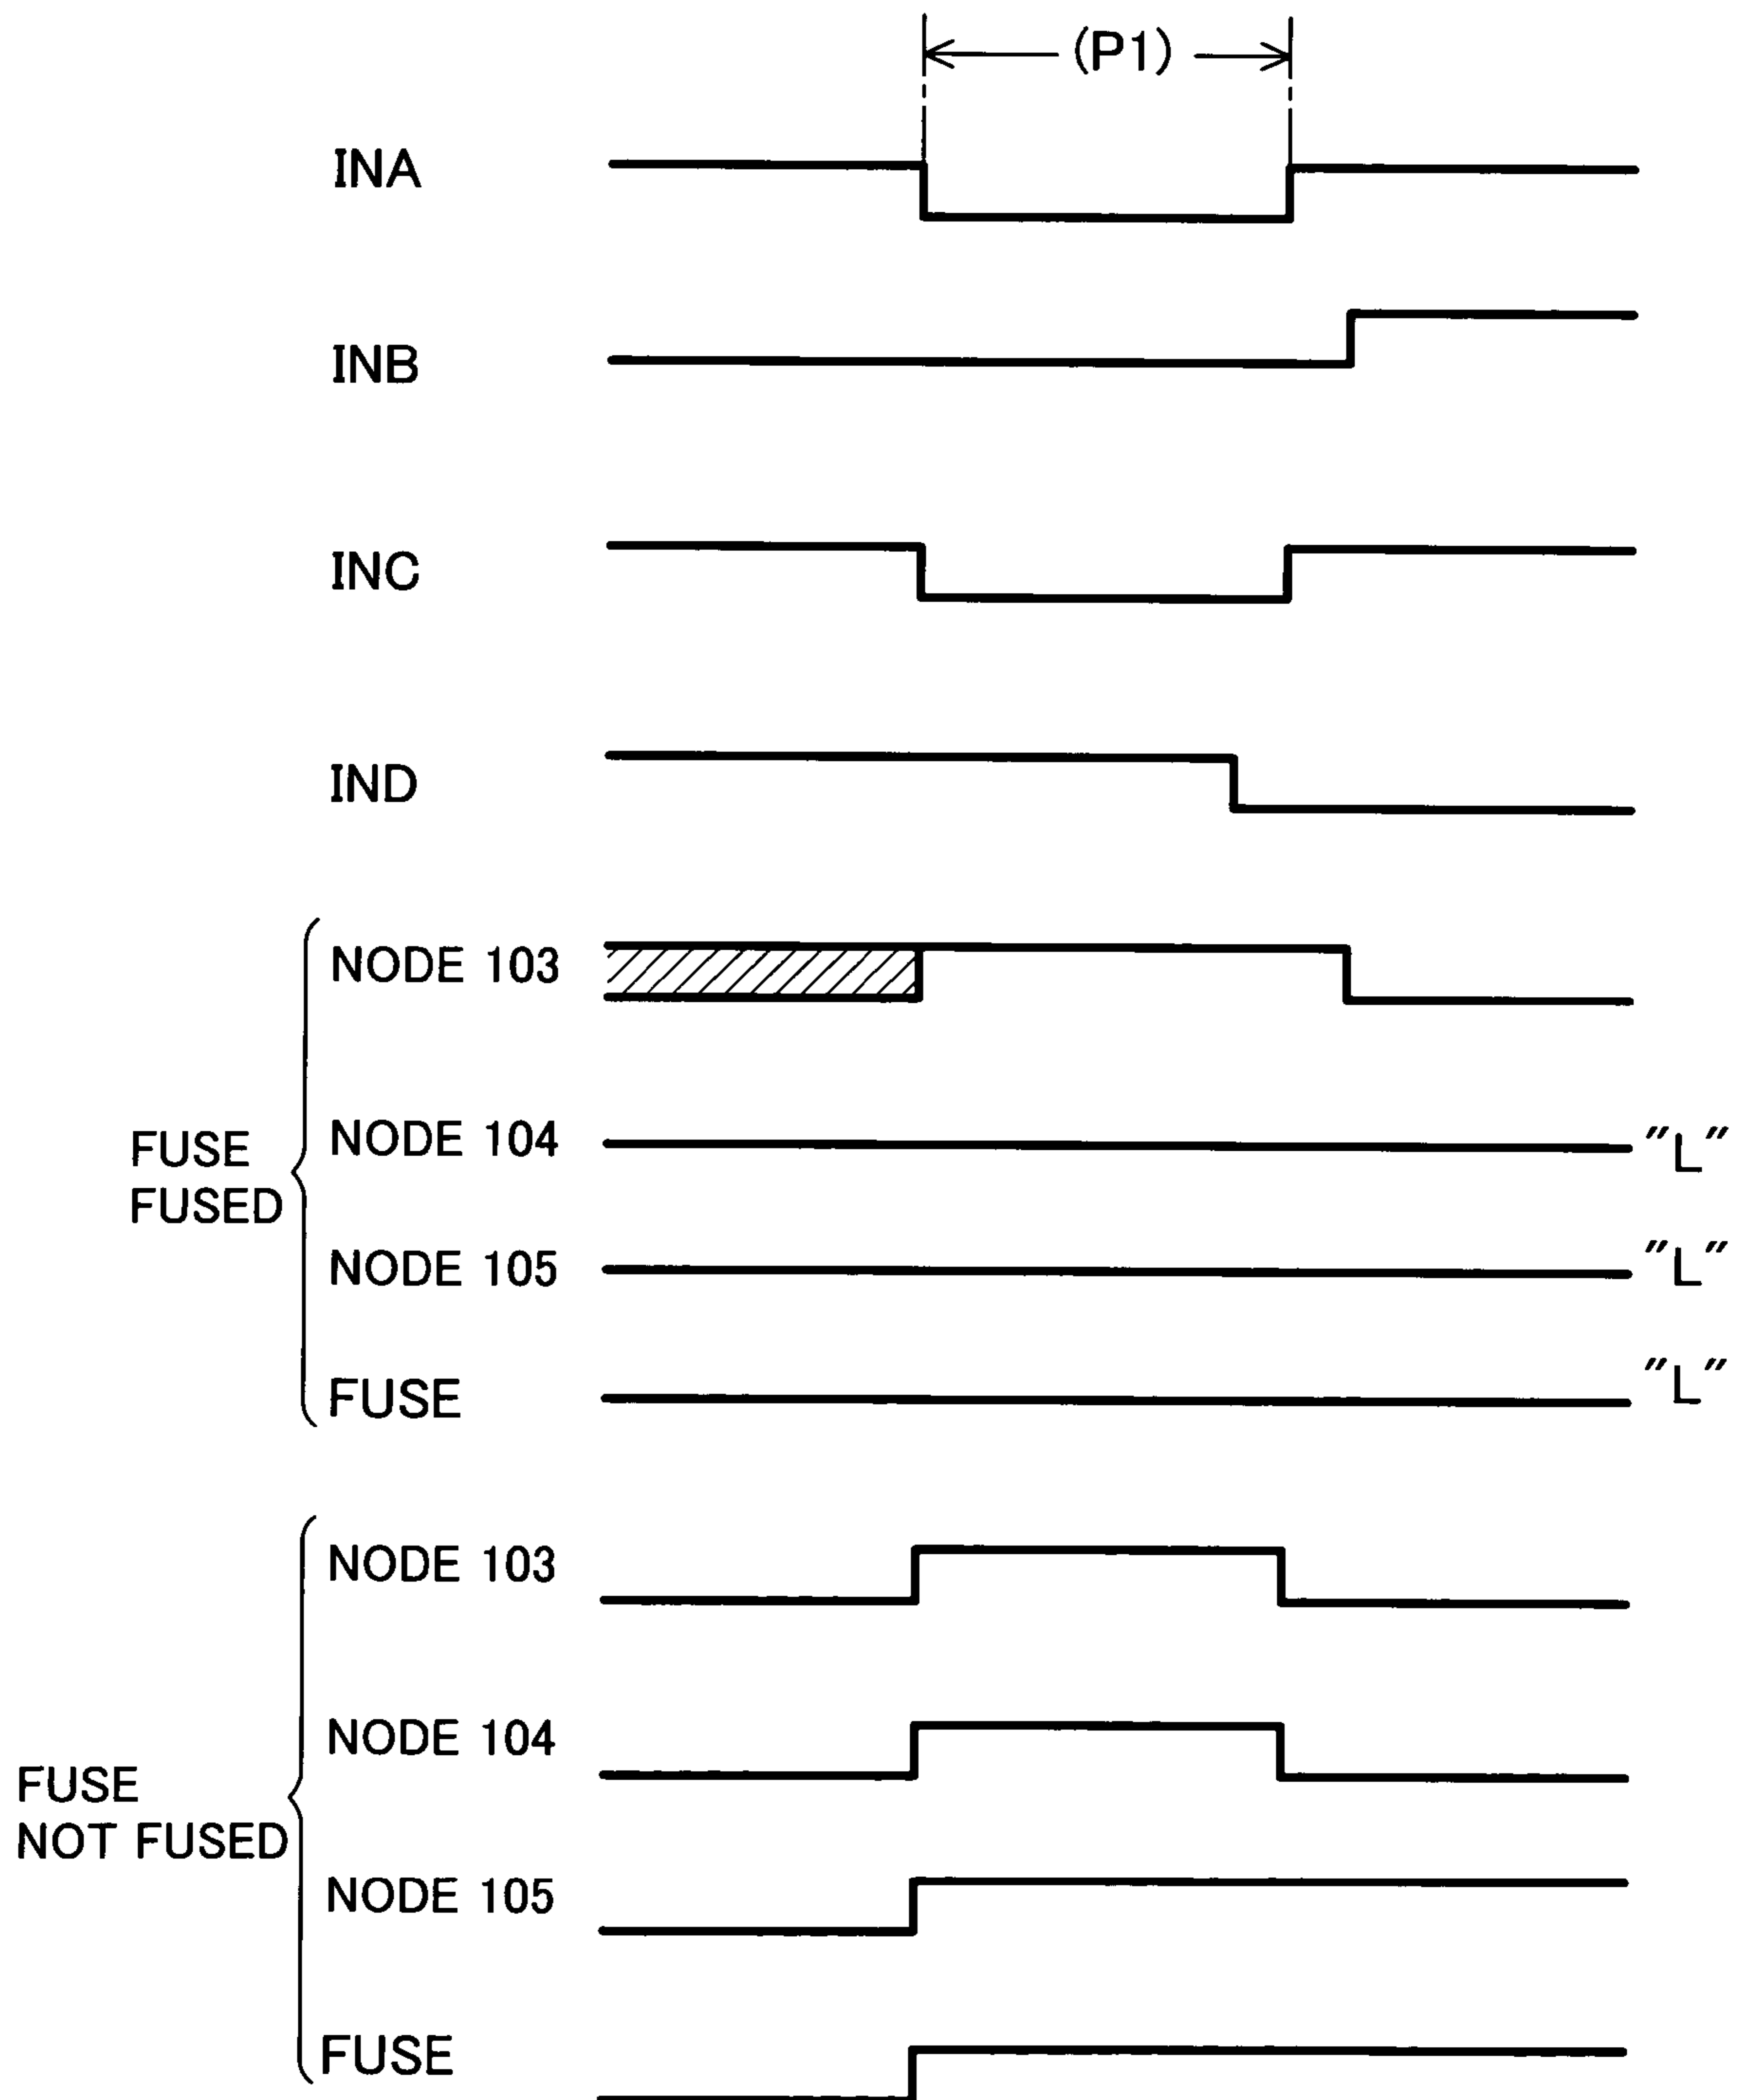 (P1)
INA
INB
INC
IND
FUSE
FUSED
NODE 103
NODE 104 "L"
NODE 105 "L"
FUSE "L"
FUSE
NOT FUSED
NODE 103
NODE 104
NODE 105
FUSE